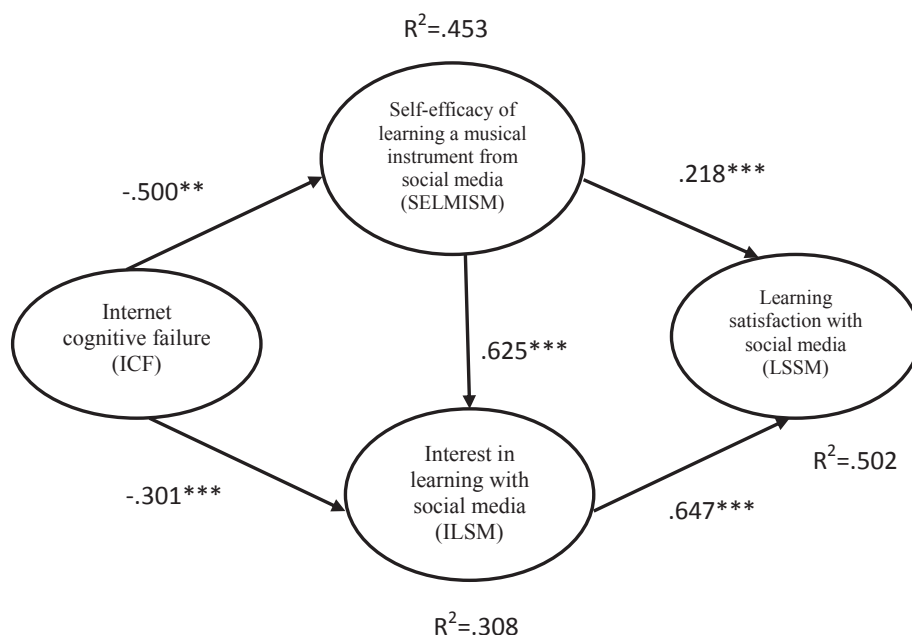 R²=.453
Self-efficacy of
learning a musical
instrument from
social media
(SELMISM)
-.500**
.218***
Internet
cognitive failure
(ICF)
Learning
satisfaction with
social media
(LSSM)
.625***
Interest in
learning with
social media
(ILSM)
R²=.502
-.301***
.647***
R²=.308